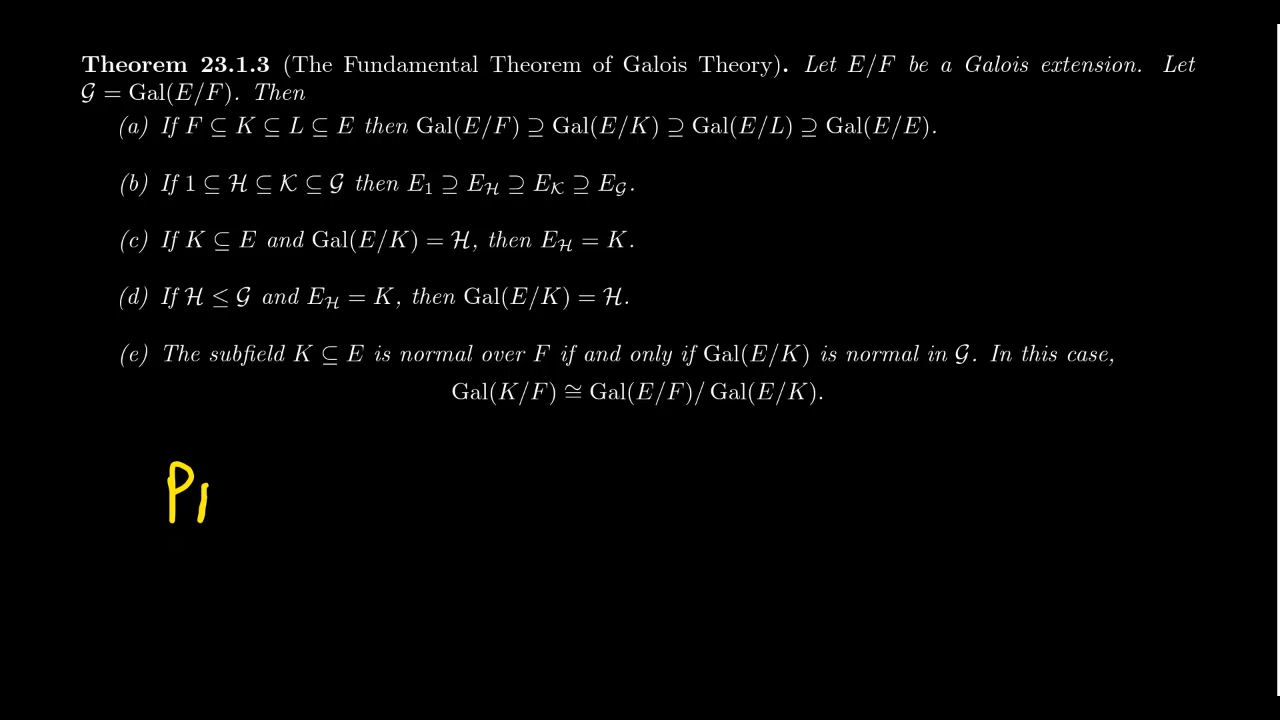 Theorem 23.1.3 (The Fundamental Theorem of Galois Theory). Let E/F be a Galois extension. Let
𝒢 = Gal(E/F). Then
(a) If F ⊆ K ⊆ L ⊆ E then Gal(E/F) ⊇ Gal(E/K) ⊇ Gal(E/L) ⊇ Gal(E/E).
(b) If 1 ⊆ ℋ ⊆ 𝒦 ⊆ 𝒢 then E₁ ⊇ E_ℋ ⊇ E_𝒦 ⊇ E_𝒢.
(c) If K ⊆ E and Gal(E/K) = ℋ, then E_ℋ = K.
(d) If ℋ ≤ 𝒢 and E_ℋ = K, then Gal(E/K) = ℋ.
(e) The subfield K ⊆ E is normal over F if and only if Gal(E/K) is normal in 𝒢. In this case,
Gal(K/F) ≅ Gal(E/F)/ Gal(E/K).